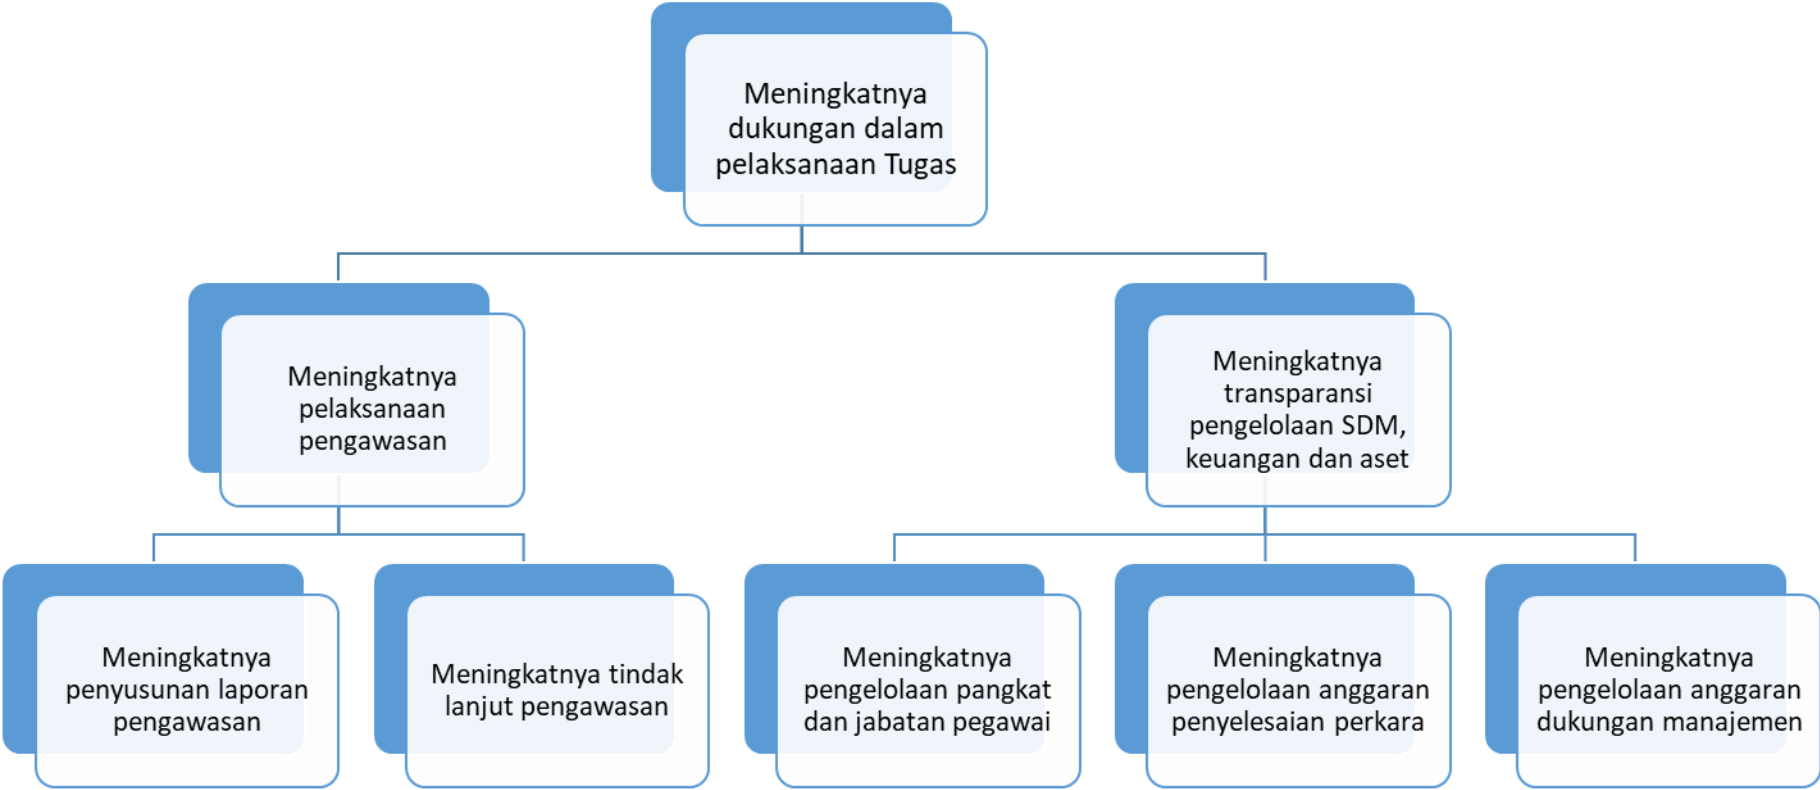 Meningkatnya
dukungan dalam
pelaksanaan Tugas
Meningkatnya
pelaksanaan
pengawasan
Meningkatnya
transparansi
pengelolaan SDM,
keuangan dan aset
Meningkatnya
penyusunan laporan
pengawasan
Meningkatnya tindak
lanjut pengawasan
Meningkatnya
pengelolaan pangkat
dan jabatan pegawai
Meningkatnya
pengelolaan anggaran
penyelesaian perkara
Meningkatnya
pengelolaan anggaran
dukungan manajemen